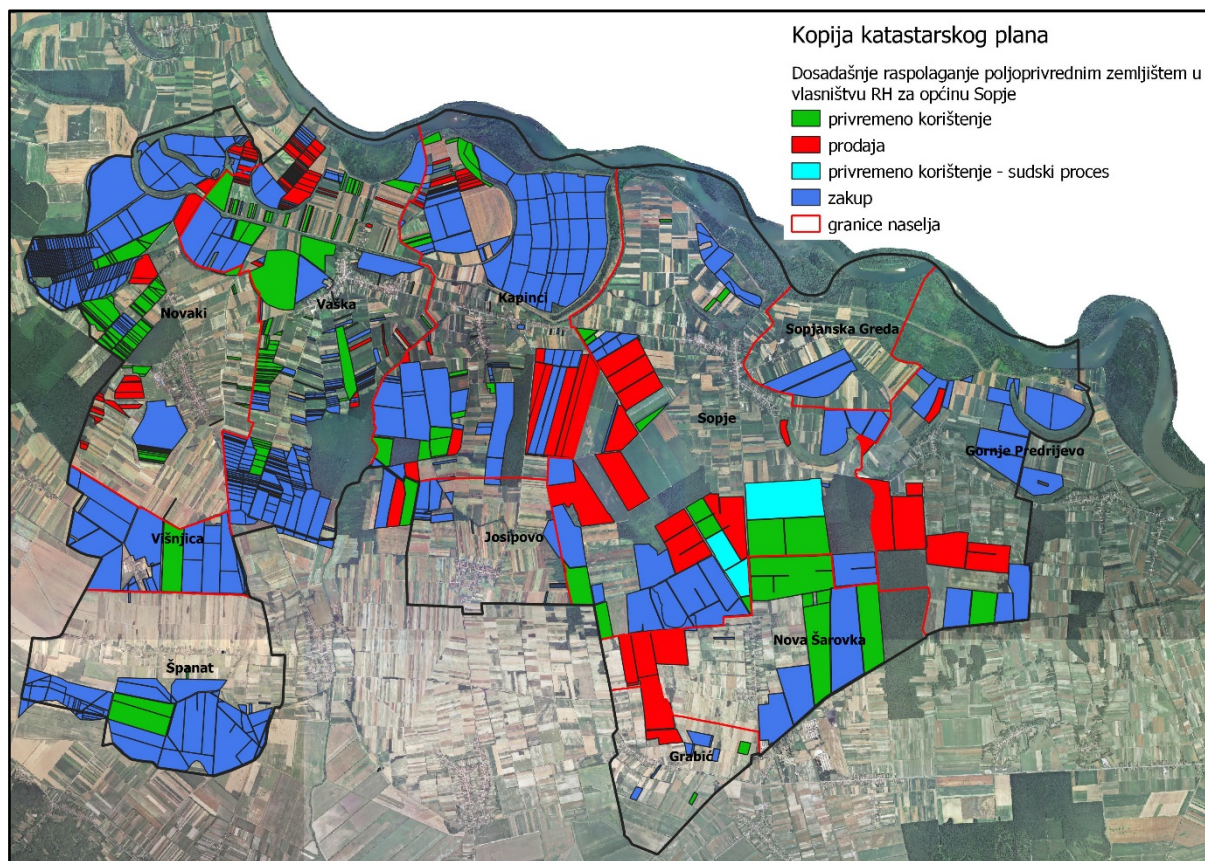 Kopija katastarskog plana
Dosadašnje raspolaganje poljoprivrednim zemljištem u
vlasništvu RH za općinu Sopje
privremeno korištenje
prodaja
privremeno korištenje - sudski proces
zakup
granice naselja
Novaki
Vaška
Kapinci
Sopjanska Greda
Sopje
Gornje Predrijevo
Višnjica
Josipovo
Nova Šarovka
Španat
Grabić